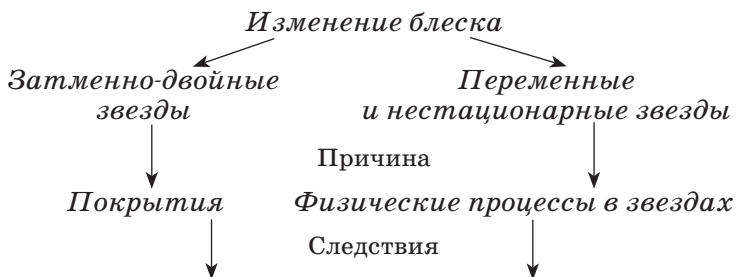 Изменение блеска
Затменно-двойные
звезды
Переменные
и нестационарные звезды
Причина
Покрытия
Физические процессы в звездах
Следствия